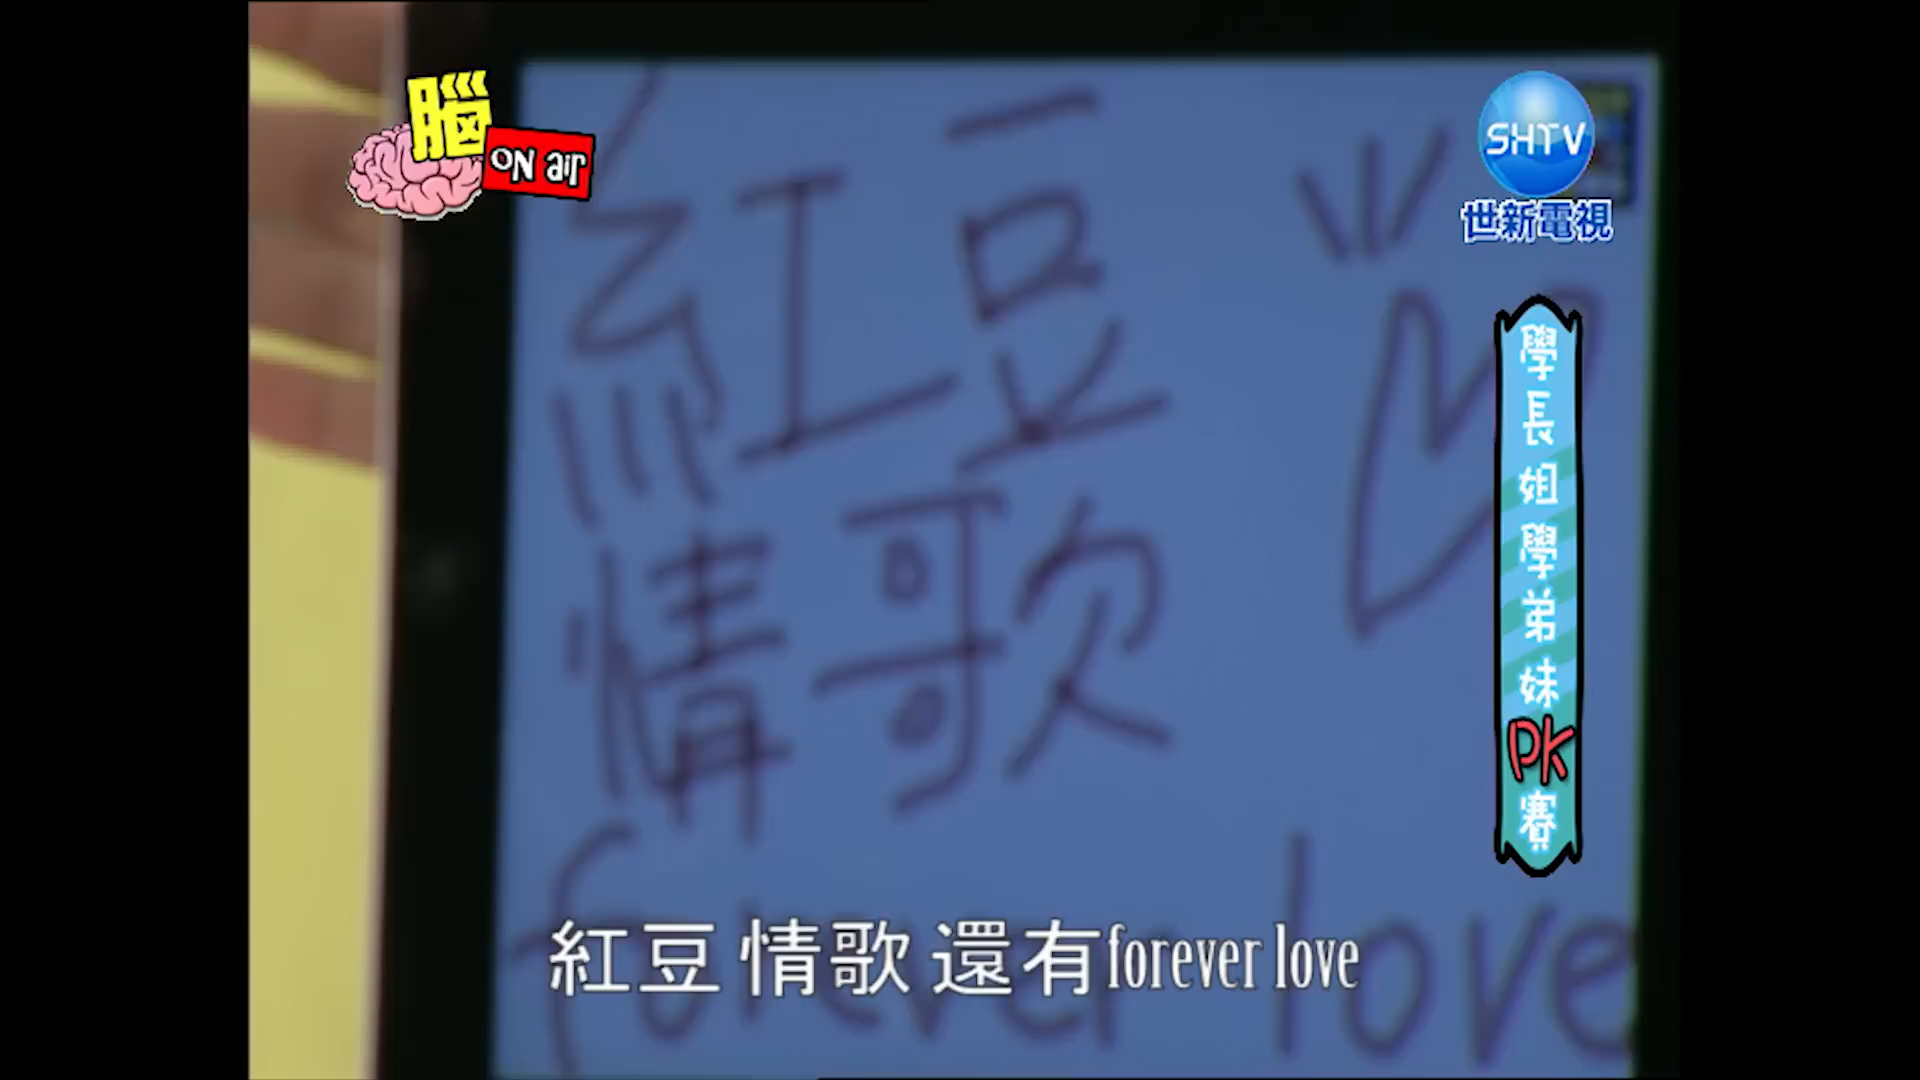 腦
ON air
SHTV
世新電視
學長姐學弟妹PK賽
紅豆
情歌
forever love
紅豆 情歌 還有forever love